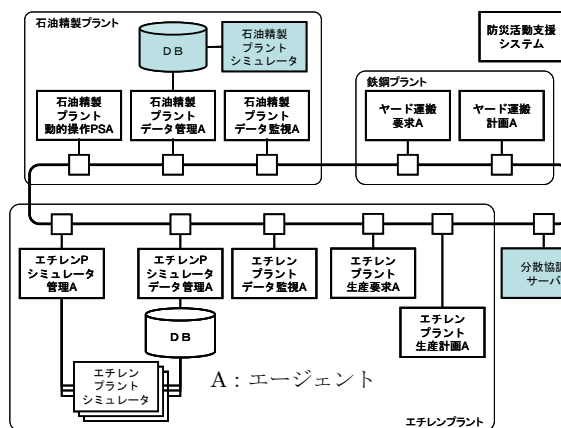 石油精製プラント
DB
石油精製
プラント
シミュレータ
防災活動支援
システム
石油精製
プラント
動的操作PSA
石油精製
プラント
データ管理A
石油精製
プラント
データ監視A
鉄鋼プラント
ヤード運搬
要求A
ヤード運搬
計画A
エチレンP
シミュレータ
管理A
エチレンP
シミュレータ
データ管理A
エチレン
プラント
データ監視A
エチレン
プラント
生産要求A
エチレン
プラント
生産計画A
分散協調
サーバ
DB
エチレン
プラント
シミュレータ
A：エージェント
エチレンプラント